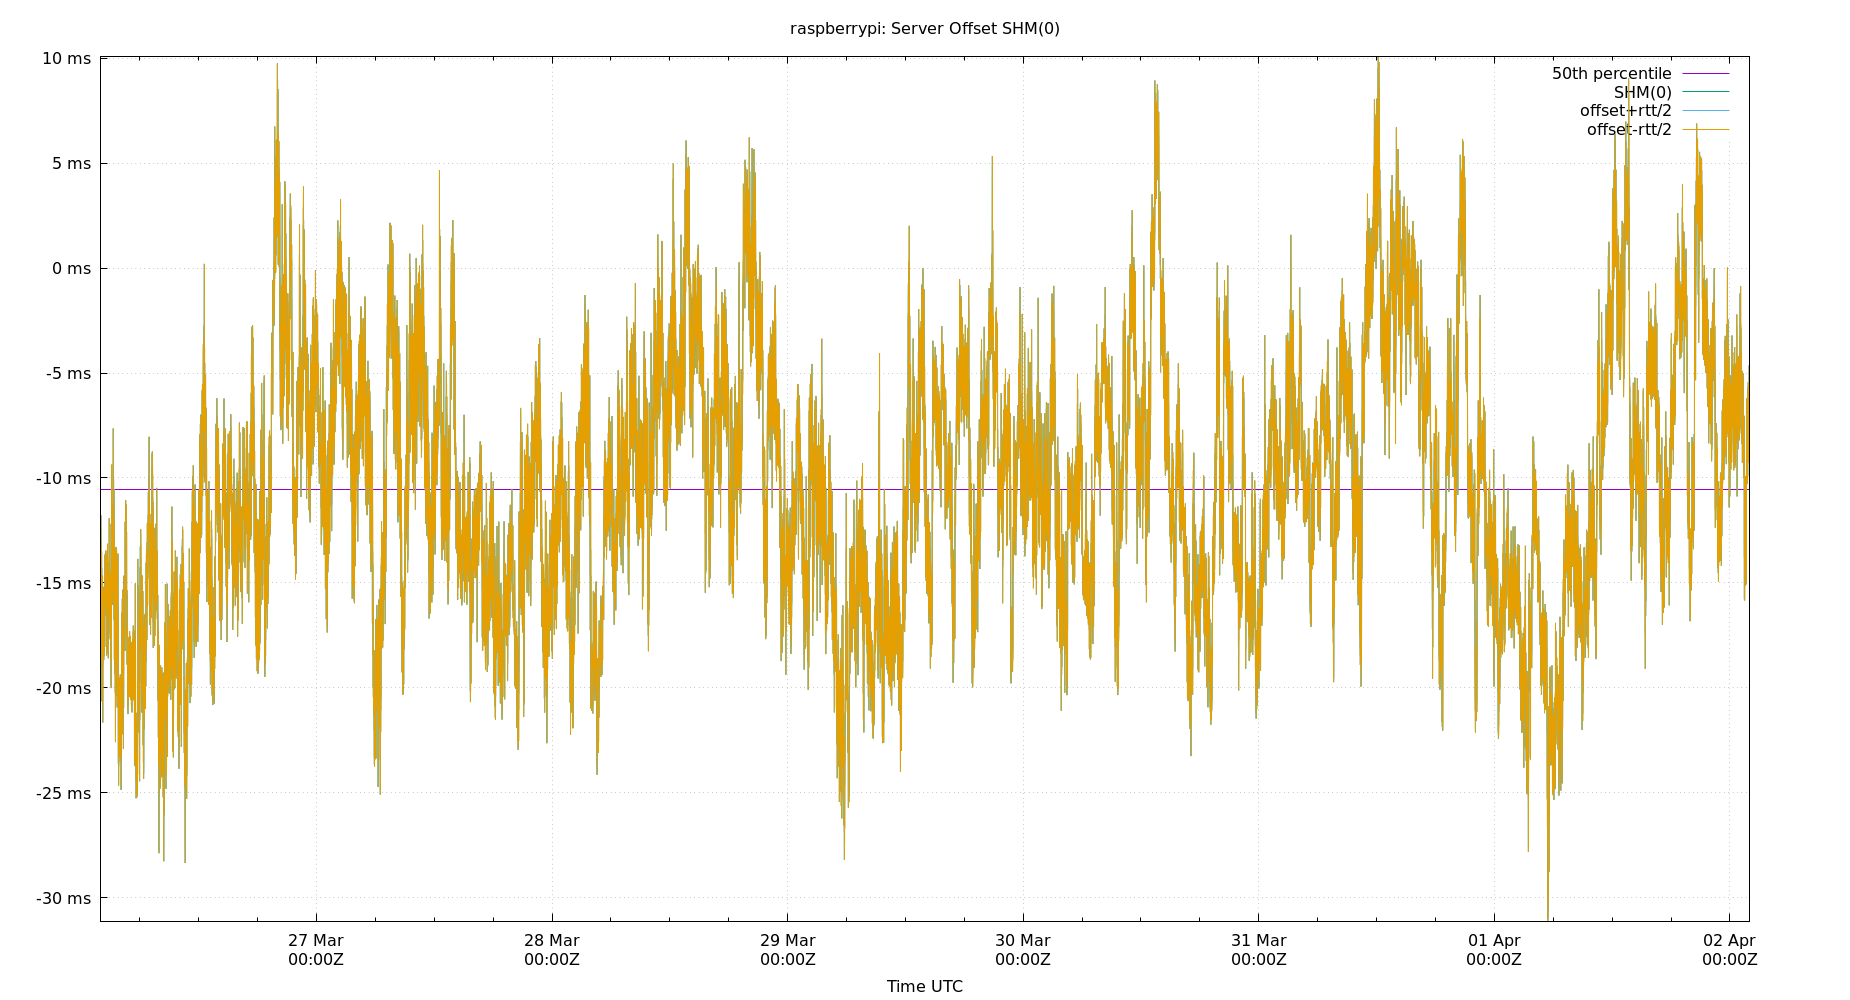 raspberrypi: Server Offset SHM(0)
10 ms
5 ms
0 ms
-5 ms
-10 ms
-15 ms
-20 ms
-25 ms
-30 ms
50th percentile
SHM(0)
offset+rtt/2
offset-rtt/2
27 Mar
00:00Z
28 Mar
00:00Z
29 Mar
00:00Z
30 Mar
00:00Z
31 Mar
00:00Z
01 Apr
00:00Z
02 Apr
00:00Z
Time UTC